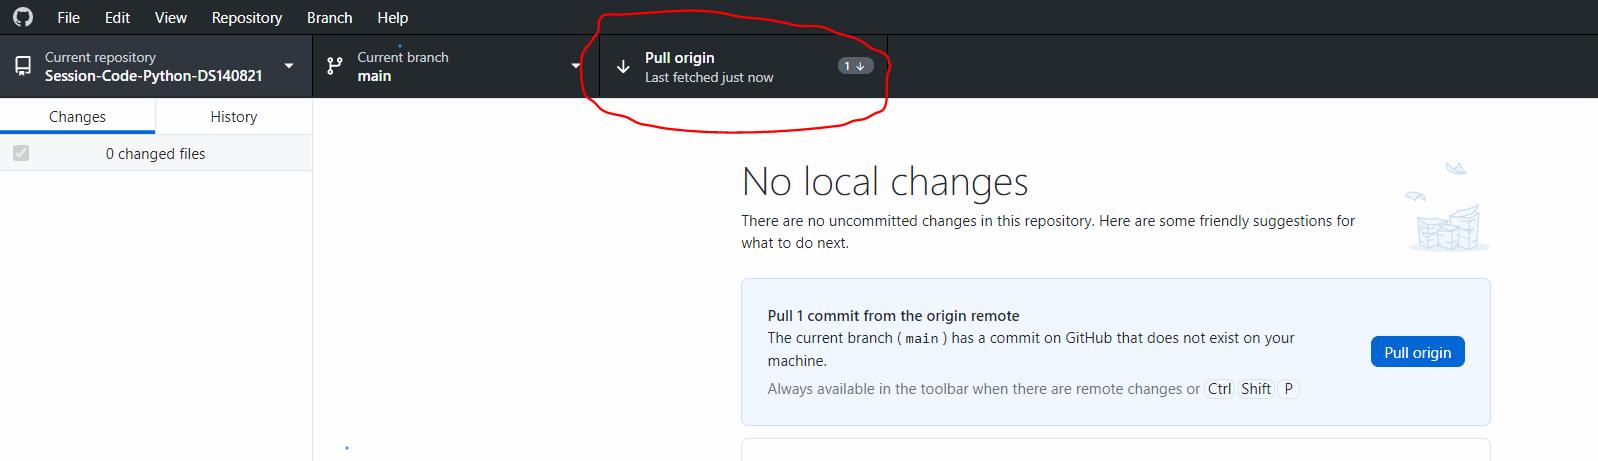 File Edit View Repository Branch Help
Current repository
Session-Code-Python-DS140821
Current branch
main
Pull origin
Last fetched just now
1
Changes
History
0 changed files
No local changes
There are no uncommitted changes in this repository. Here are some friendly suggestions for
what to do next.
Pull 1 commit from the origin remote
The current branch ( main ) has a commit on GitHub that does not exist on your
machine.
Always available in the toolbar when there are remote changes or Ctrl Shift P
Pull origin